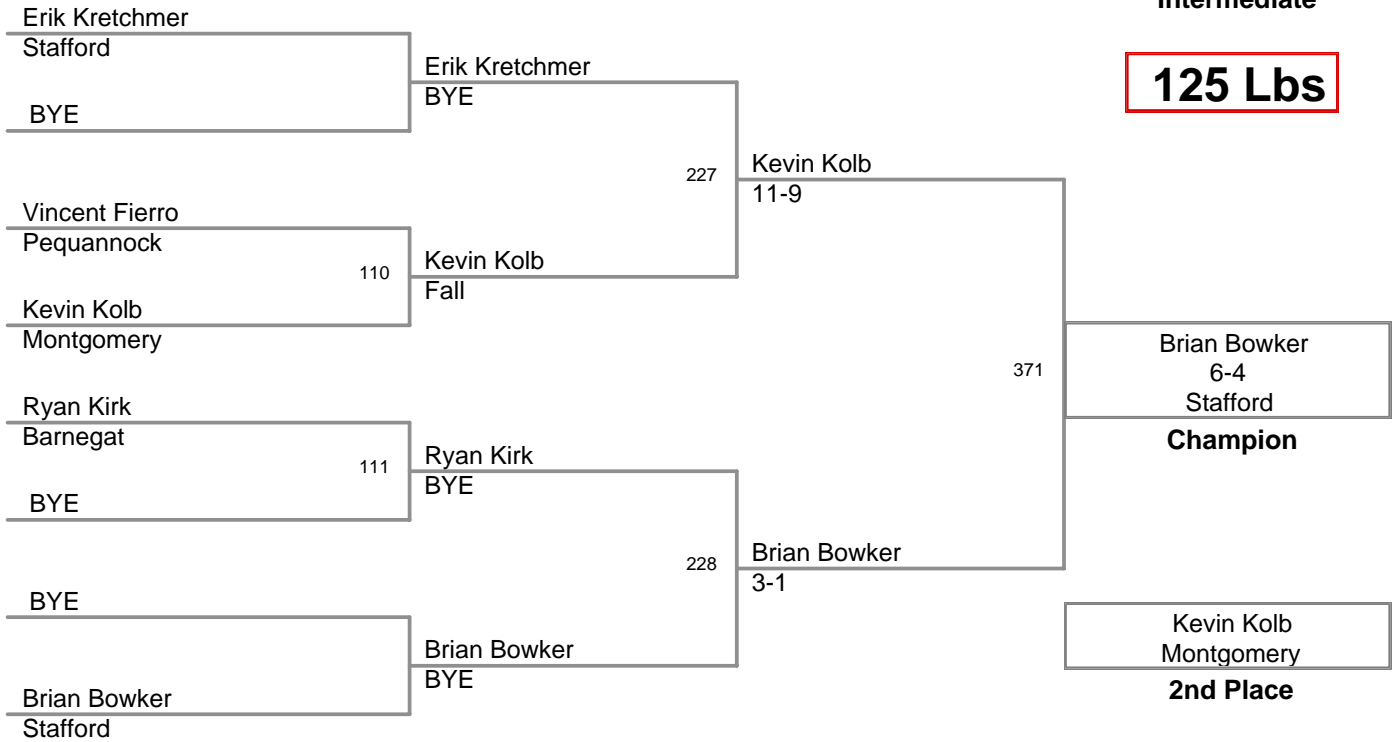 Intermediate
125 Lbs
Erik Kretchmer
Stafford
BYE
Vincent Fierro
Pequannock
110
Kevin Kolb
Montgomery
Ryan Kirk
Barnegat
111
BYE
BYE
Brian Bowker
Stafford
Erik Kretchmer
BYE
227
Kevin Kolb
Fall
Ryan Kirk
BYE
228
Brian Bowker
BYE
Kevin Kolb
11-9
371
Brian Bowker
3-1
Brian Bowker
6-4
Stafford
Champion
Kevin Kolb
Montgomery
2nd Place